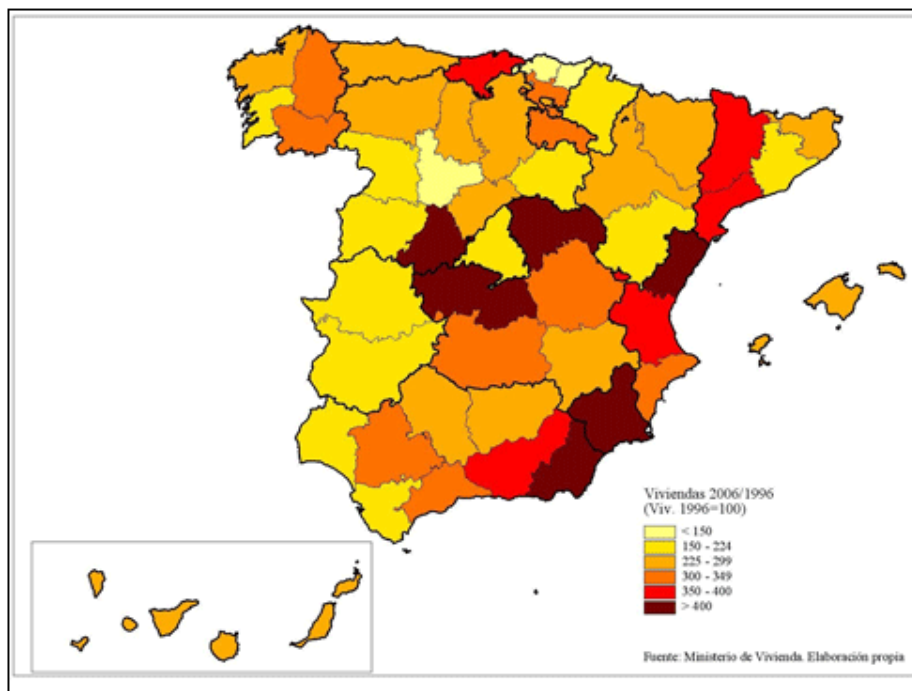 Viviendas 2006/1996
(Viv. 1996=100)
< 150
150 - 224
225 - 299
300 - 349
350 - 400
> 400
Fuente: Ministerio de Vivienda. Elaboración propia